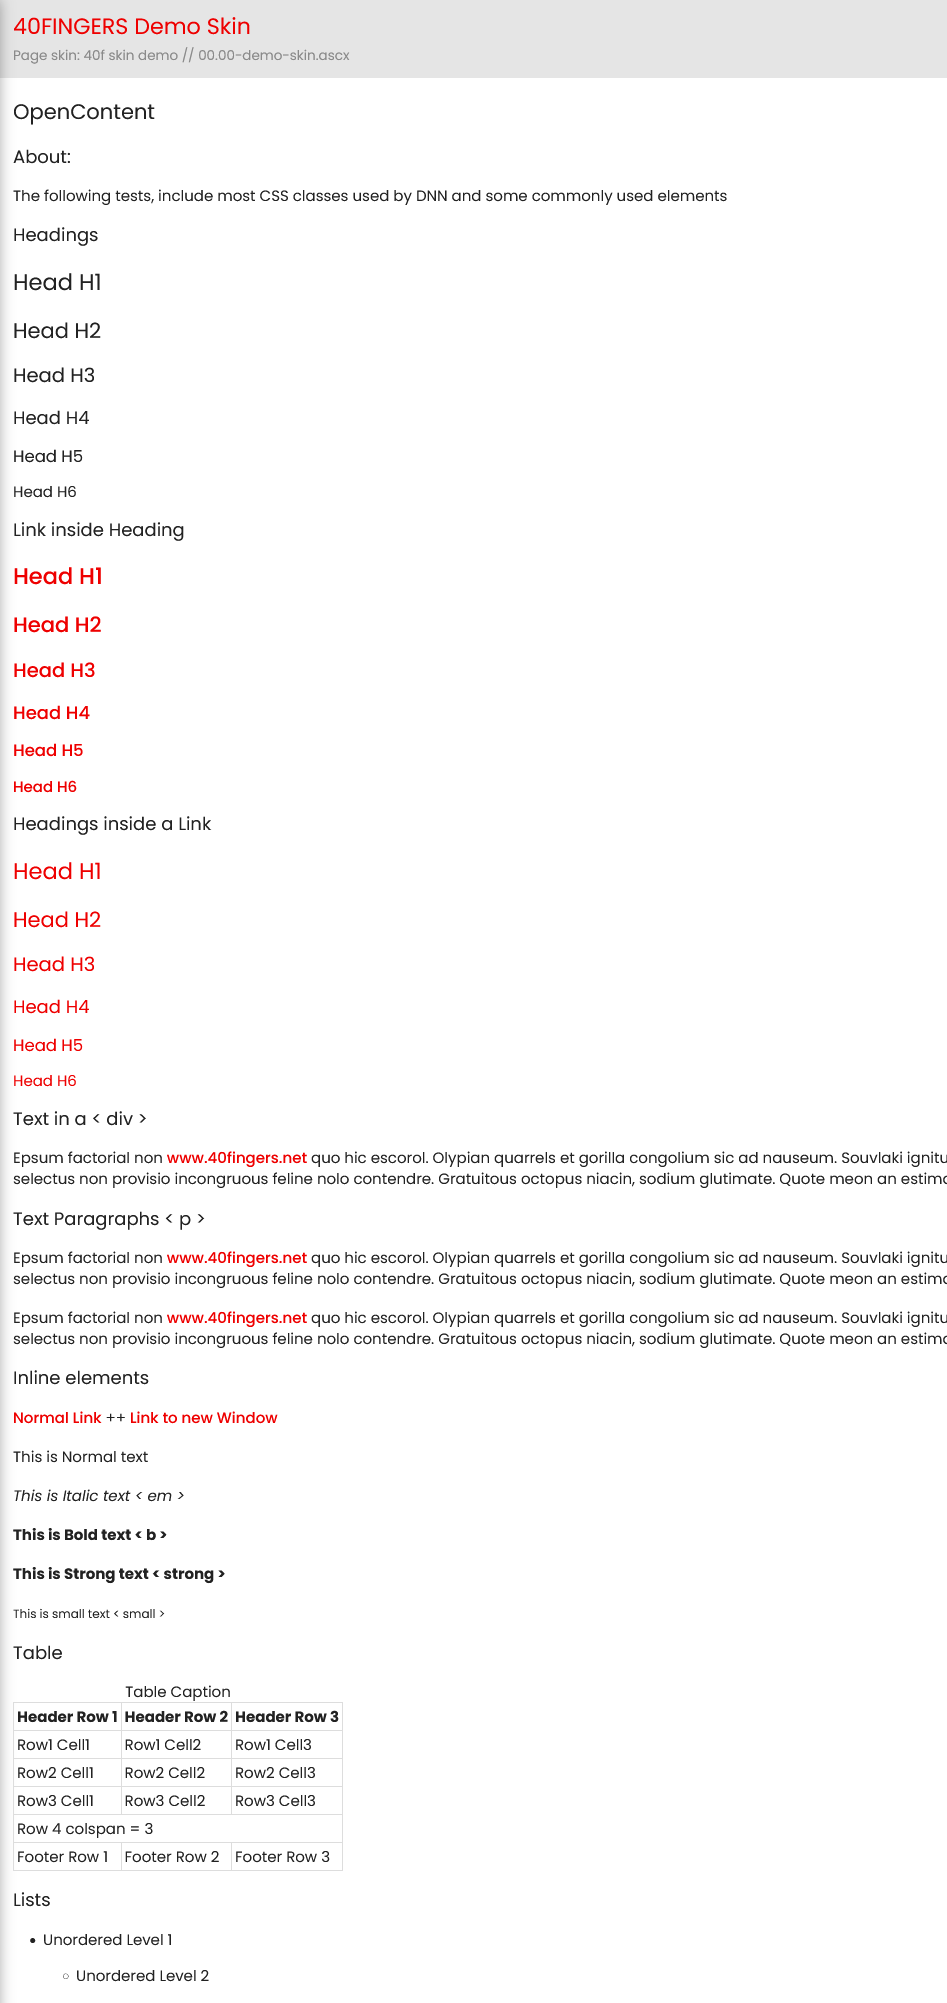 40FINGERS Demo Skin
Page skin: 40f skin demo // 00.00-demo-skin.ascx
OpenContent
About:
The following tests, include most CSS classes used by DNN and some commonly used elements
Headings
Head H1
Head H2
Head H3
Head H4
Head H5
Head H6
Link inside Heading
Head H1
Head H2
Head H3
Head H4
Head H5
Head H6
Headings inside a Link
Head H1
Head H2
Head H3
Head H4
Head H5
Head H6
Text in a < div >
Epsum factorial non www.40fingers.net quo hic escorol. Olypian quarrels et gorilla congolium sic ad nauseum. Souvlaki
selectus non provisio incongruous feline nolo contendre. Gratuitous octopus niacin, sodium glutimate. Quote meon an
Text Paragraphs < p >
Epsum factorial non www.40fingers.net quo hic escorol. Olypian quarrels et gorilla congolium sic ad nauseum. Souvlaki
selectus non provisio incongruous feline nolo contendre. Gratuitous octopus niacin, sodium glutimate. Quote meon an
Epsum factorial non www.40fingers.net quo hic escorol. Olypian quarrels et gorilla congolium sic ad nauseum. Souvlaki
selectus non provisio incongruous feline nolo contendre. Gratuitous octopus niacin, sodium glutimate. Quote meon an
Inline elements
Normal Link ++ Link to new Window
This is Normal text
This is Italic text < em >
This is Bold text < b >
This is Strong text < strong >
This is small text < small >
Table
Table Caption
Header Row 1 Header Row 2 Header Row 3
Row1 Cell1 Row1 Cell2 Row1 Cell3
Row2 Cell1 Row2 Cell2 Row2 Cell3
Row3 Cell1 Row3 Cell2 Row3 Cell3
Row 4 colspan = 3
Footer Row 1 Footer Row 2 Footer Row 3
Lists
• Unordered Level 1
○ Unordered Level 2